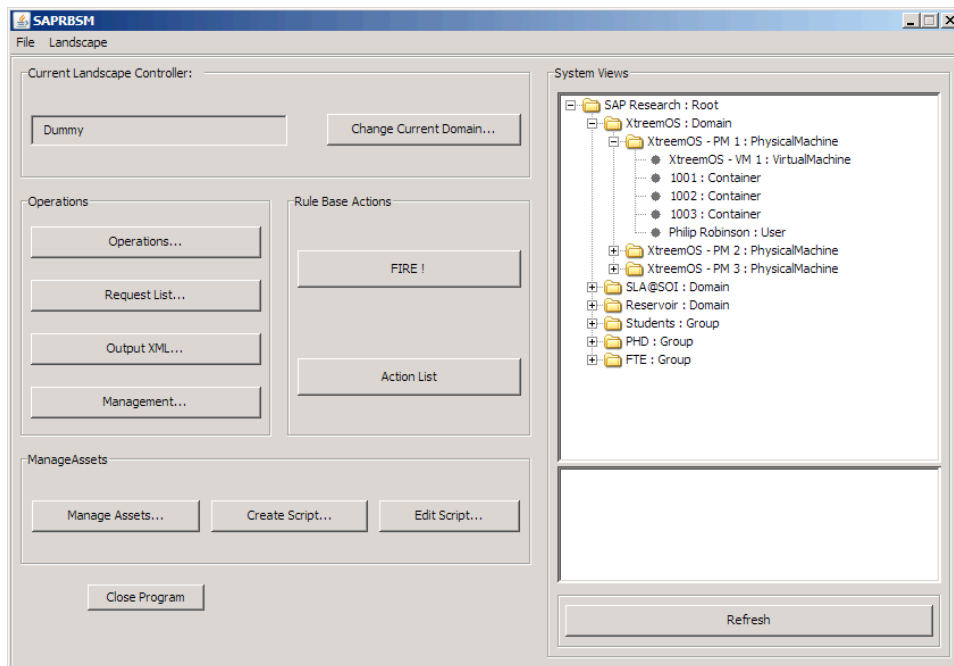 SAPRBSM
File Landscape
Current Landscape Controller:
Dummy
Change Current Domain...
Operations
Operations...
Request List...
Output XML...
Management...
Rule Base Actions
FIRE !
Action List
ManageAssets
Manage Assets...
Create Script...
Edit Script...
Close Program
System Views
SAP Research : Root
XtreemOS : Domain
XtreemOS - PM 1 : PhysicalMachine
XtreemOS - VM 1 : VirtualMachine
1001 : Container
1002 : Container
1003 : Container
Philip Robinson : User
XtreemOS - PM 2 : PhysicalMachine
XtreemOS - PM 3 : PhysicalMachine
SLA@SOI : Domain
Reservoir : Domain
Students : Group
PHD : Group
FTE : Group
Refresh